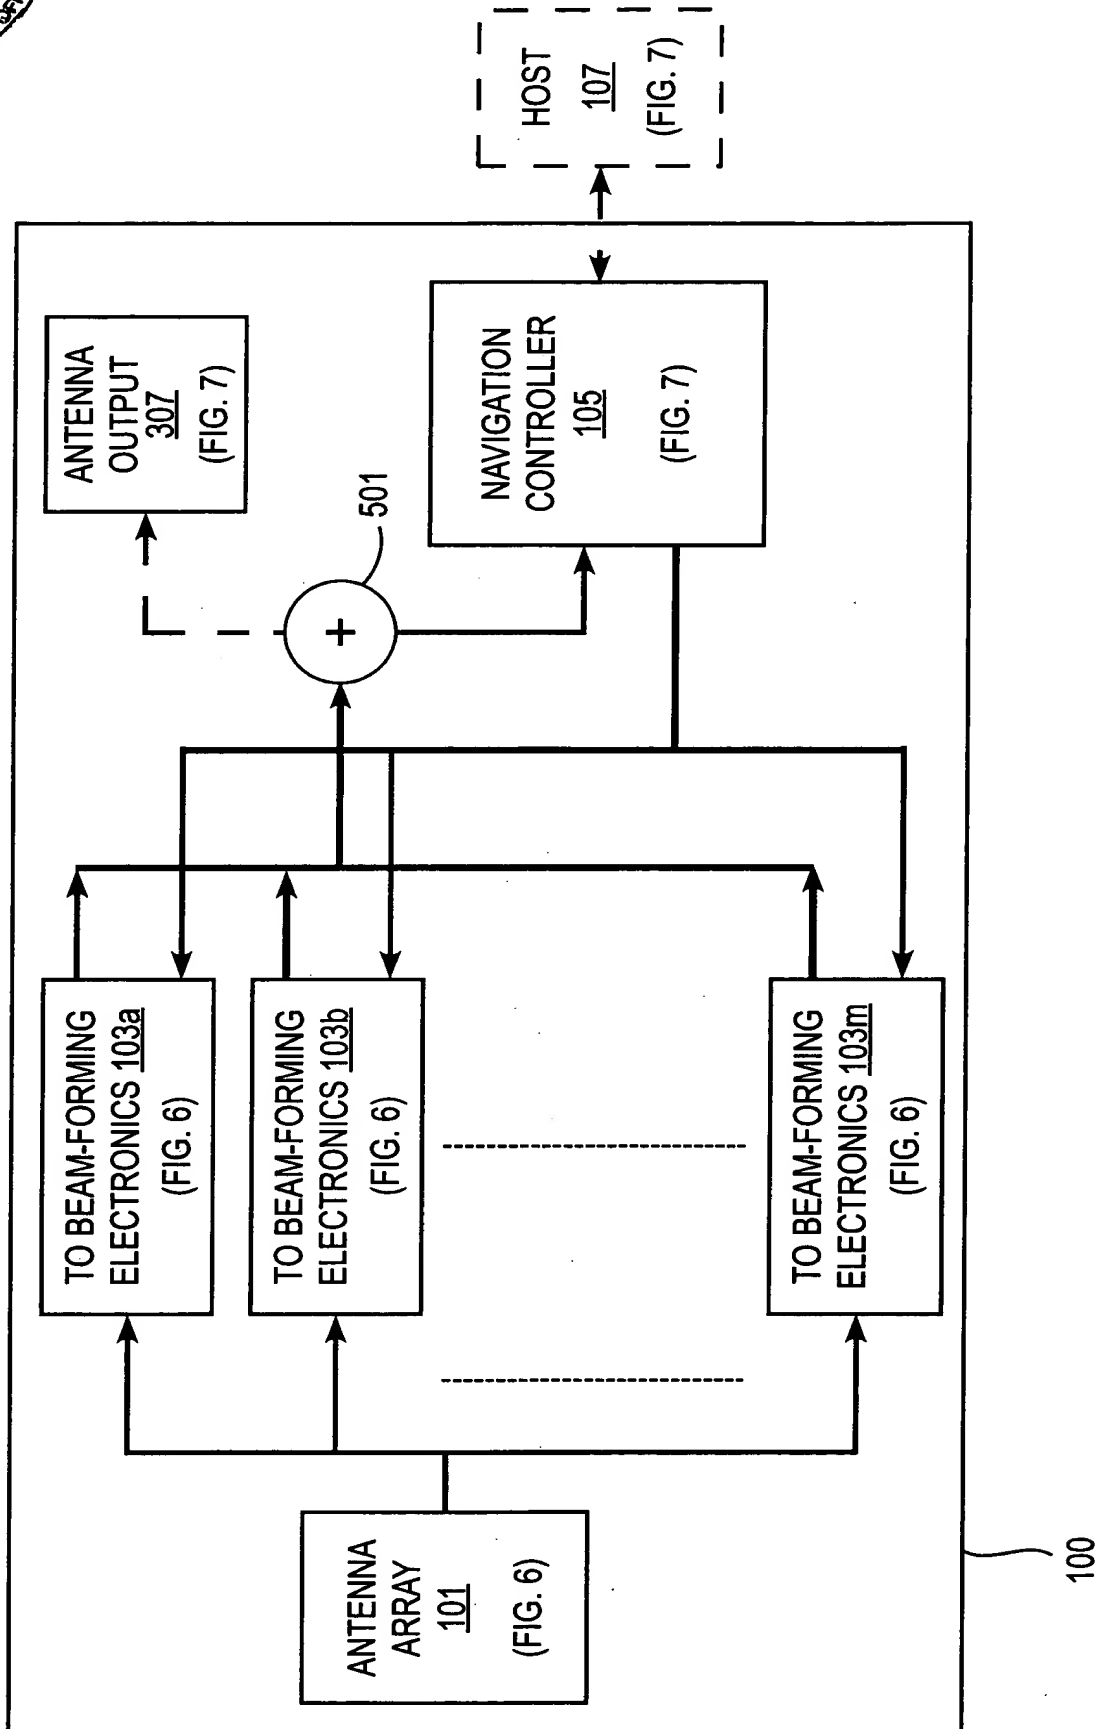 ANTENNA
ARRAY
101
(FIG. 6)
TO BEAM-FORMING
ELECTRONICS 103a
(FIG. 6)
TO BEAM-FORMING
ELECTRONICS 103b
(FIG. 6)
TO BEAM-FORMING
ELECTRONICS 103m
(FIG. 6)
+
501
ANTENNA
OUTPUT
307
(FIG. 7)
NAVIGATION
CONTROLLER
105
(FIG. 7)
HOST
107
(FIG. 7)
100